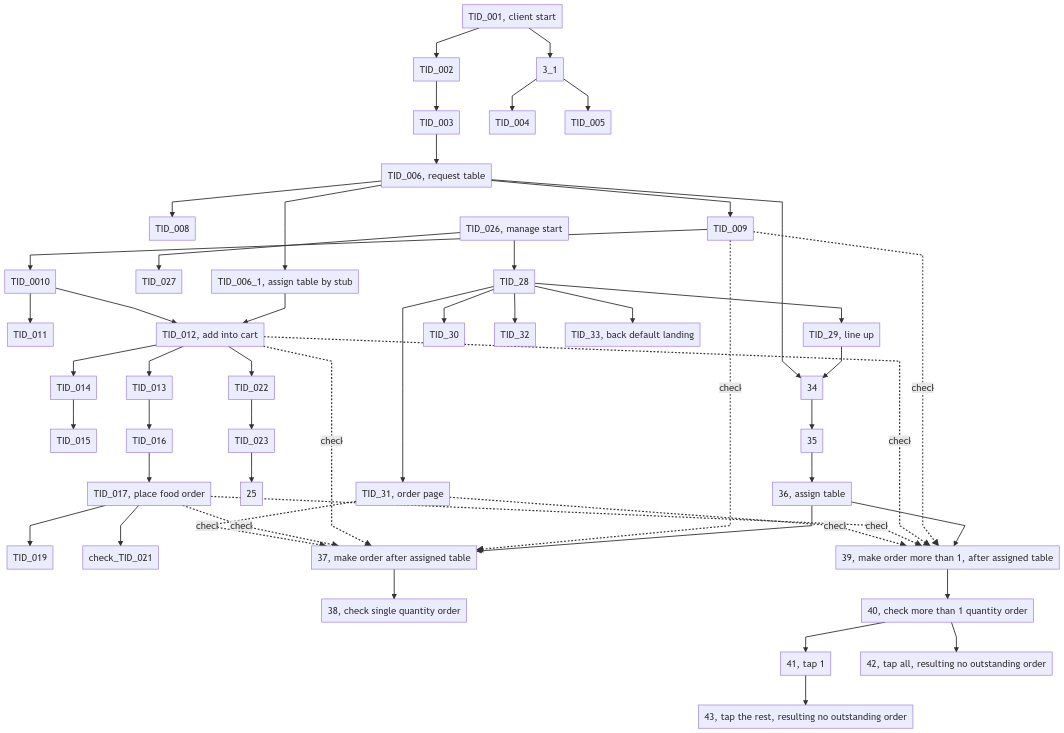 TID_001, client start
TID_002
3_1
TID_003
TID_004
TID_005
TID_006, request table
TID_008
TID_026, manage start
TID_009
TID_0010
TID_027
TID_006_1, assign table by stub
TID_28
TID_011
TID_012, add into cart
TID_30
TID_32
TID_33, back default landing
TID_29, line up
TID_014
TID_013
TID_022
check
34
check
TID_015
TID_016
TID_023
check
35
check
TID_017, place food order
25
TID_31, order page
36, assign table
check
check
check
check
TID_019
check_TID_021
37, make order after assigned table
39, make order more than 1, after assigned table
38, check single quantity order
40, check more than 1 quantity order
41, tap 1
42, tap all, resulting no outstanding order
43, tap the rest, resulting no outstanding order